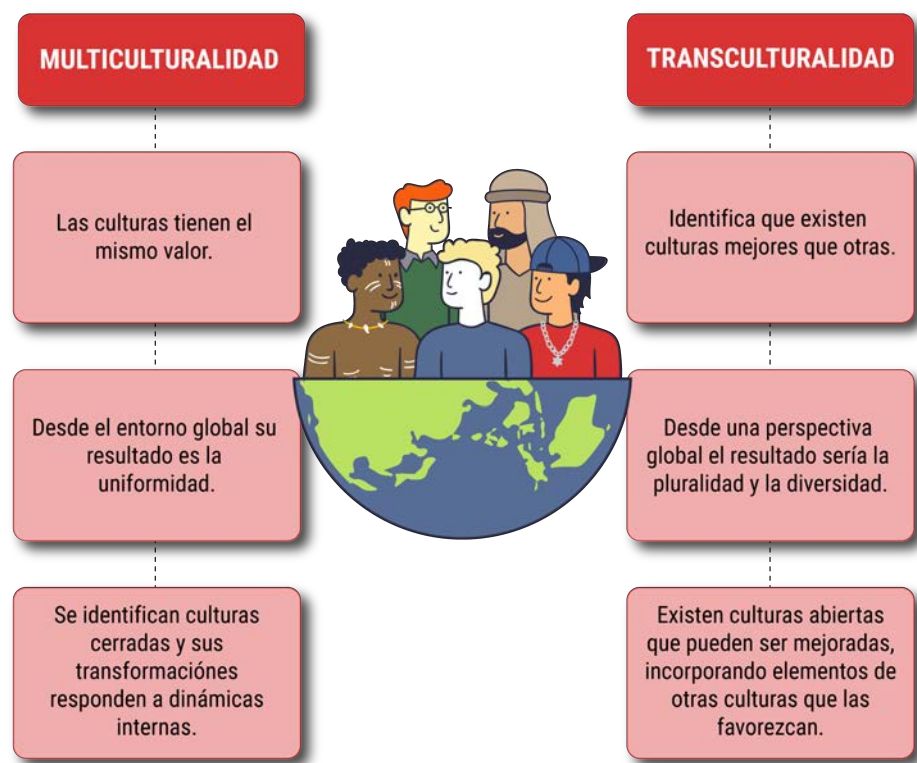 MULTICULTURALIDAD
Las culturas tienen el
mismo valor.
Desde el entorno global su
resultado es la
uniformidad.
Se identifican culturas
cerradas y sus
transformaciónes
responden a dinámicas
internas.
TRANSCULTURALIDAD
Identifica que existen
culturas mejores que otras.
Desde una perspectiva
global el resultado sería la
pluralidad y la diversidad.
Existen culturas abiertas
que pueden ser mejoradas,
incorporando elementos de
otras culturas que las
favorezcan.